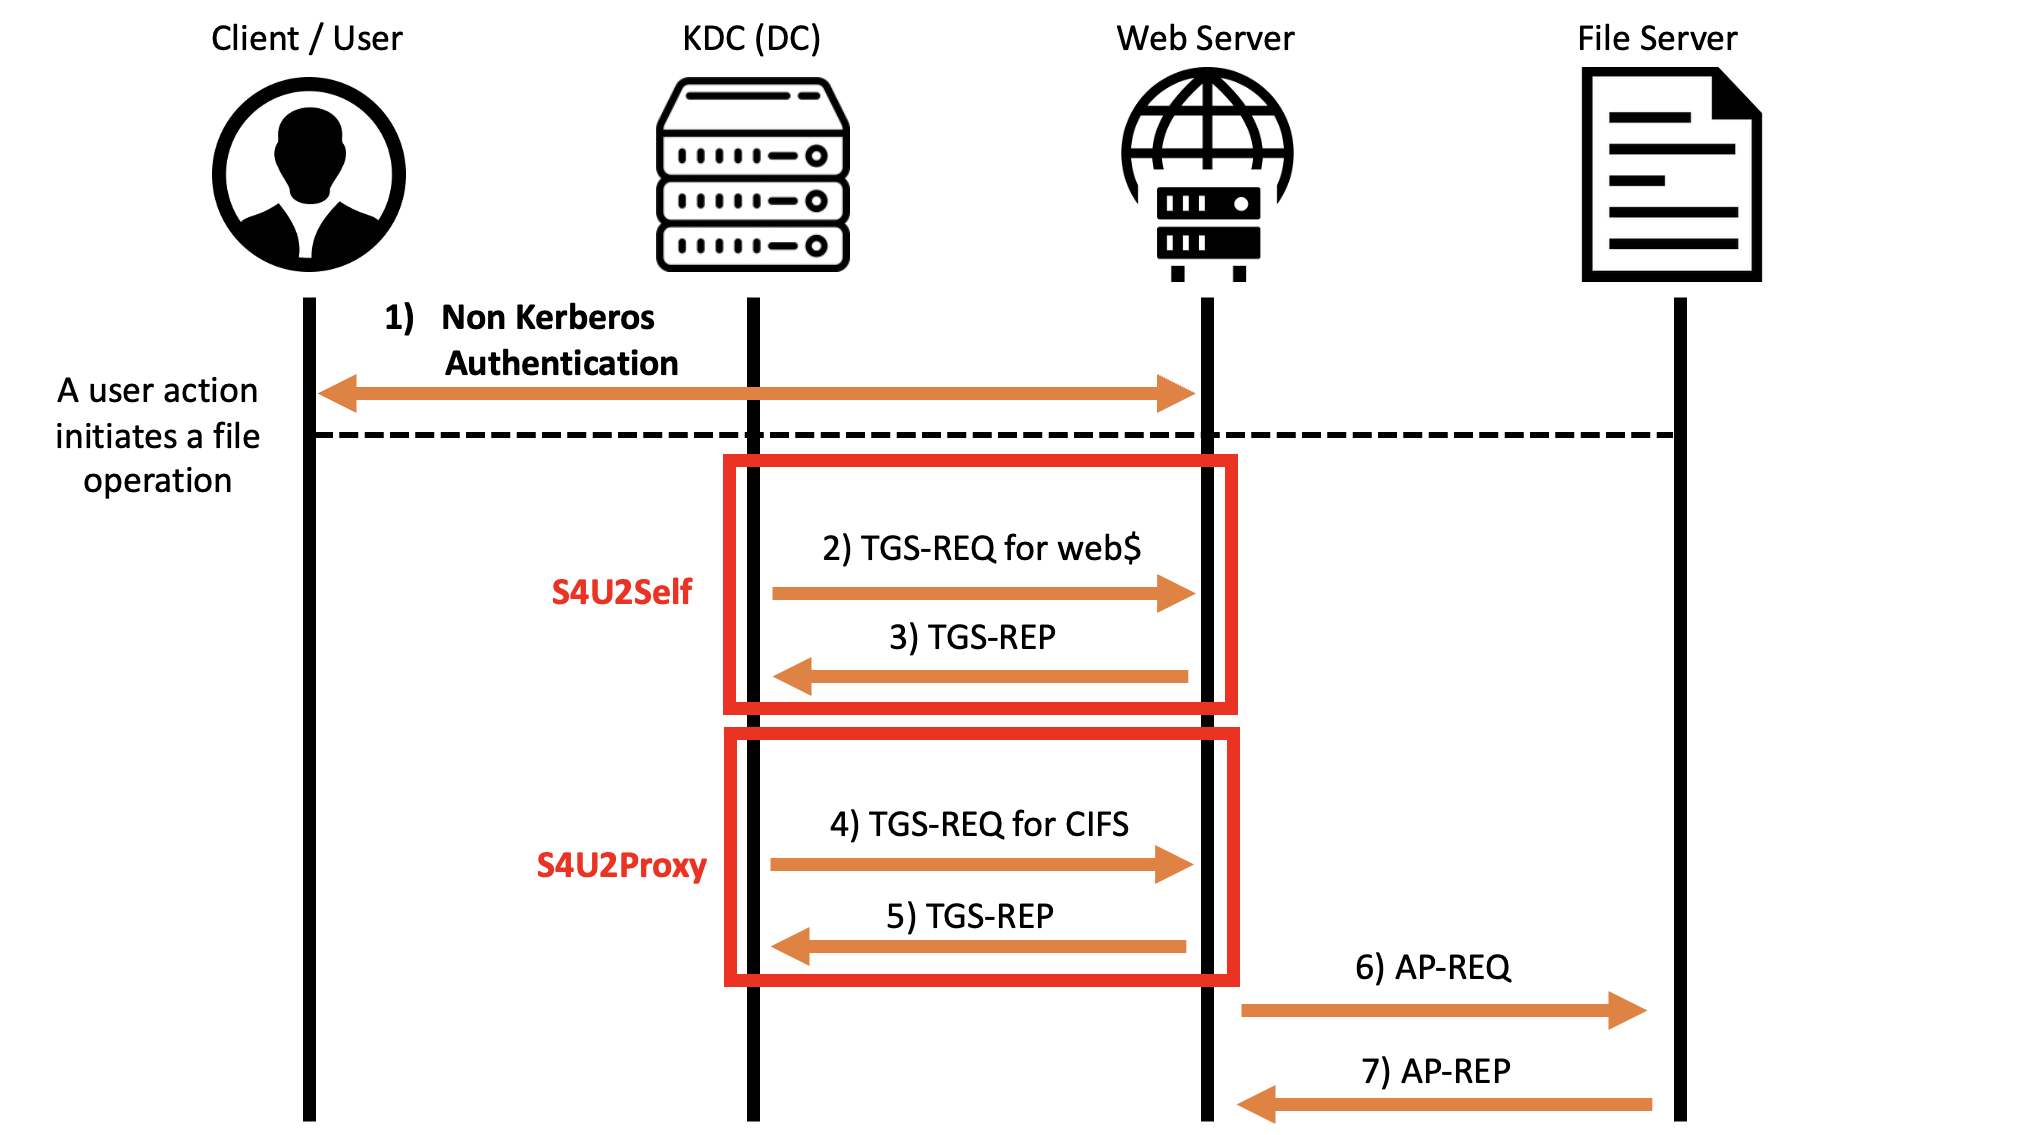 Client / User
KDC (DC)
Web Server
File Server
1) Non Kerberos
Authentication
A user action
initiates a file
operation
2) TGS-REQ for web$
S4U2Self
3) TGS-REP
4) TGS-REQ for CIFS
S4U2Proxy
5) TGS-REP
6) AP-REQ
7) AP-REP